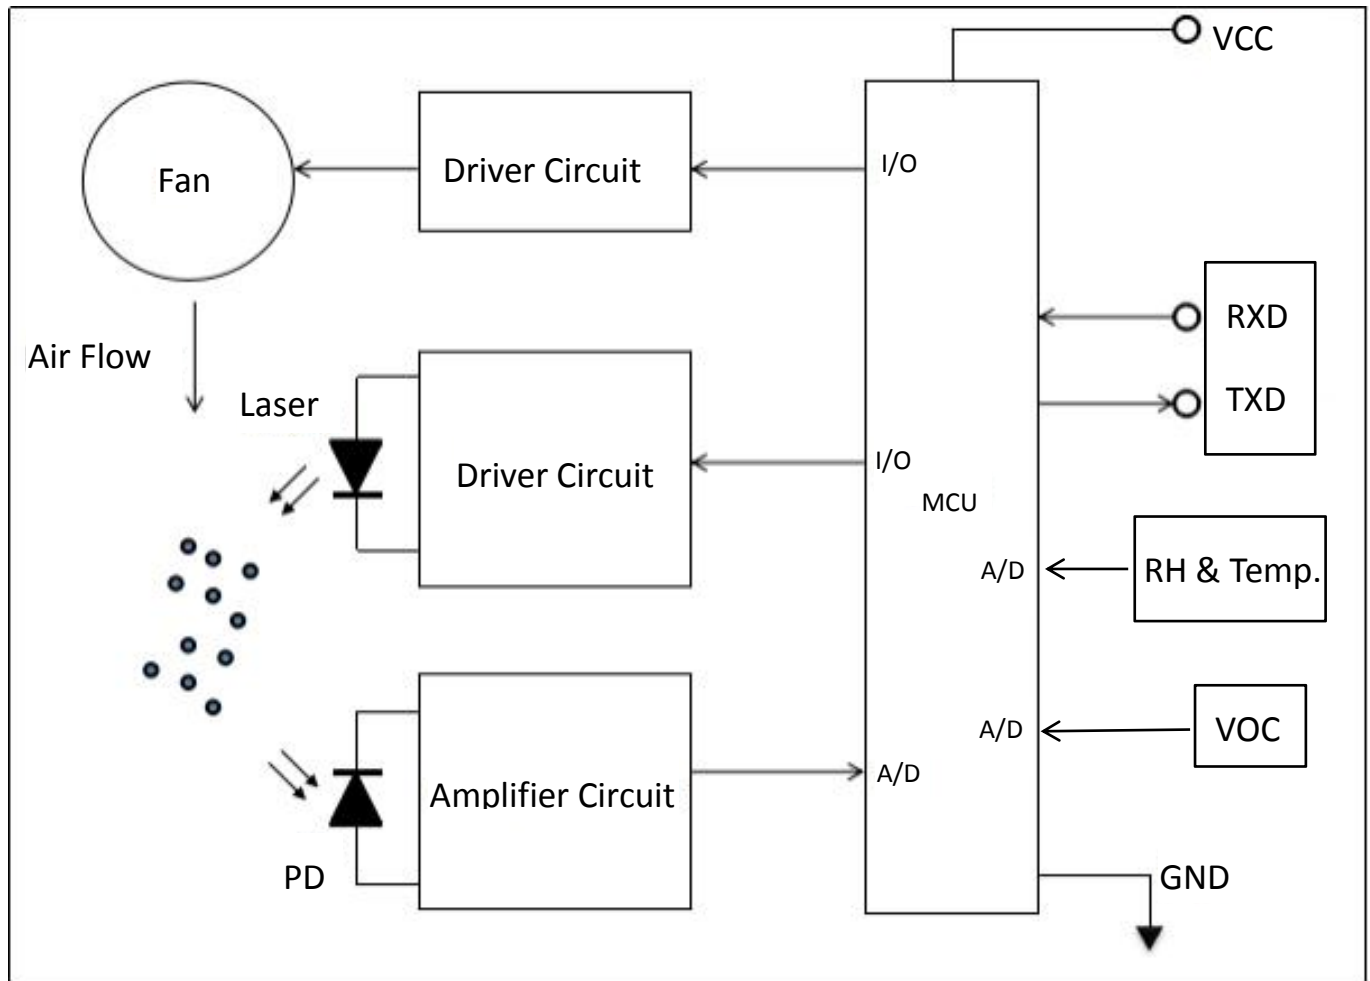 VCC
Fan
Driver Circuit
I/O
Air Flow
RXD
TXD
Laser
Driver Circuit
I/O
MCU
A/D
RH & Temp.
A/D
VOC
Amplifier Circuit
A/D
PD
GND